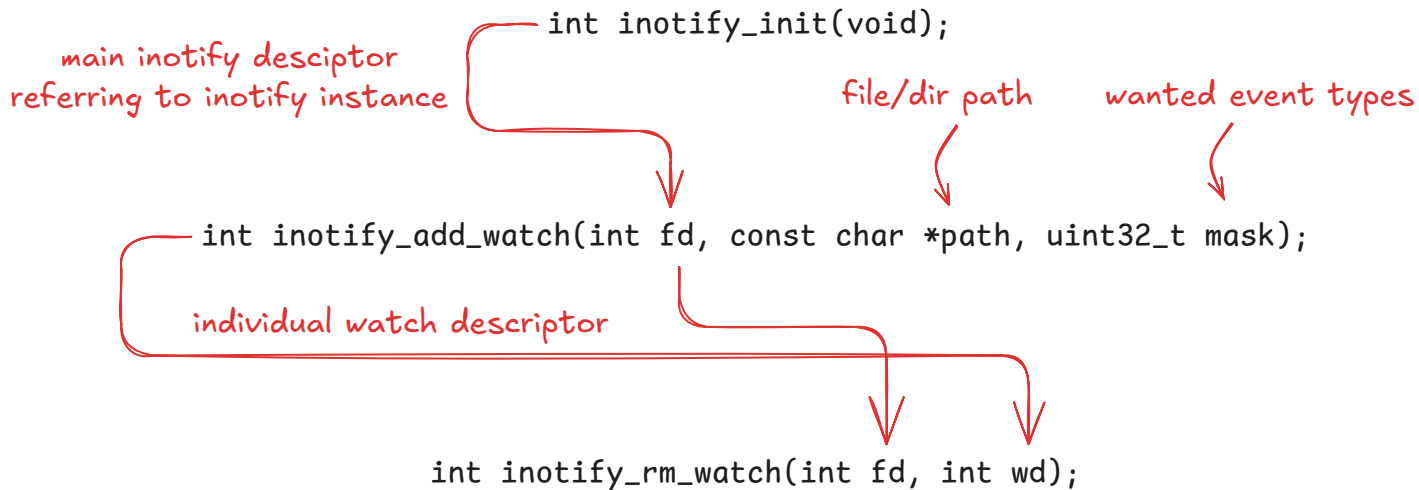 int inotify_init(void);
main inotify desciptor
referring to inotify instance
file/dir path
wanted event types
int inotify_add_watch(int fd, const char *path, uint32_t mask);
individual watch descriptor
int inotify_rm_watch(int fd, int wd);